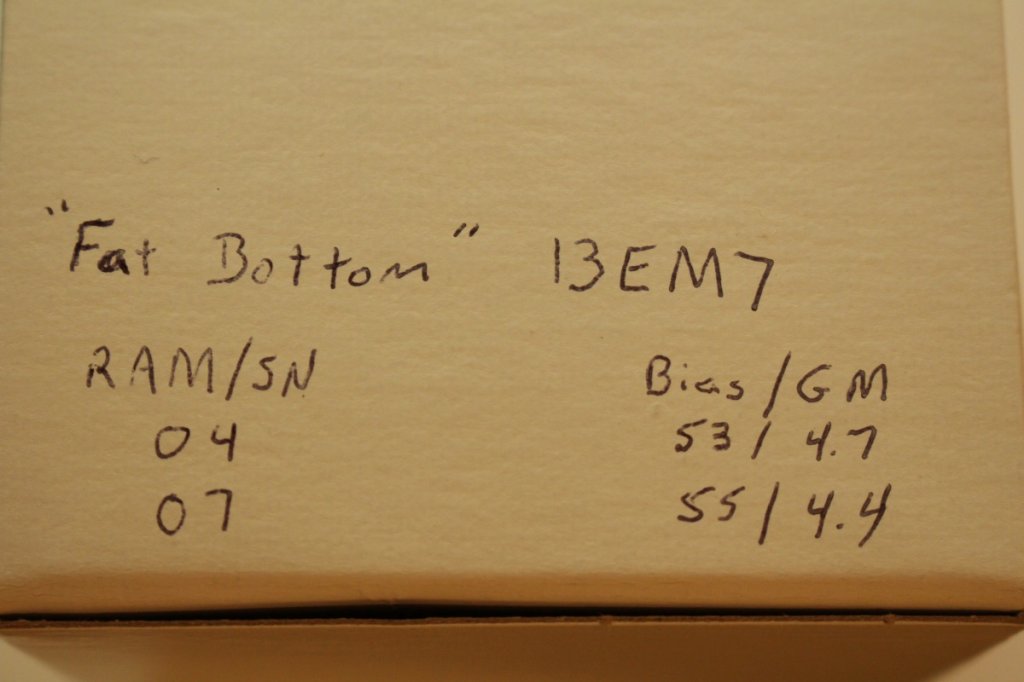 "Fat Bottom" 13EM7
RAM/SN Bias/GM
04 53/4.7
07 55/4.4